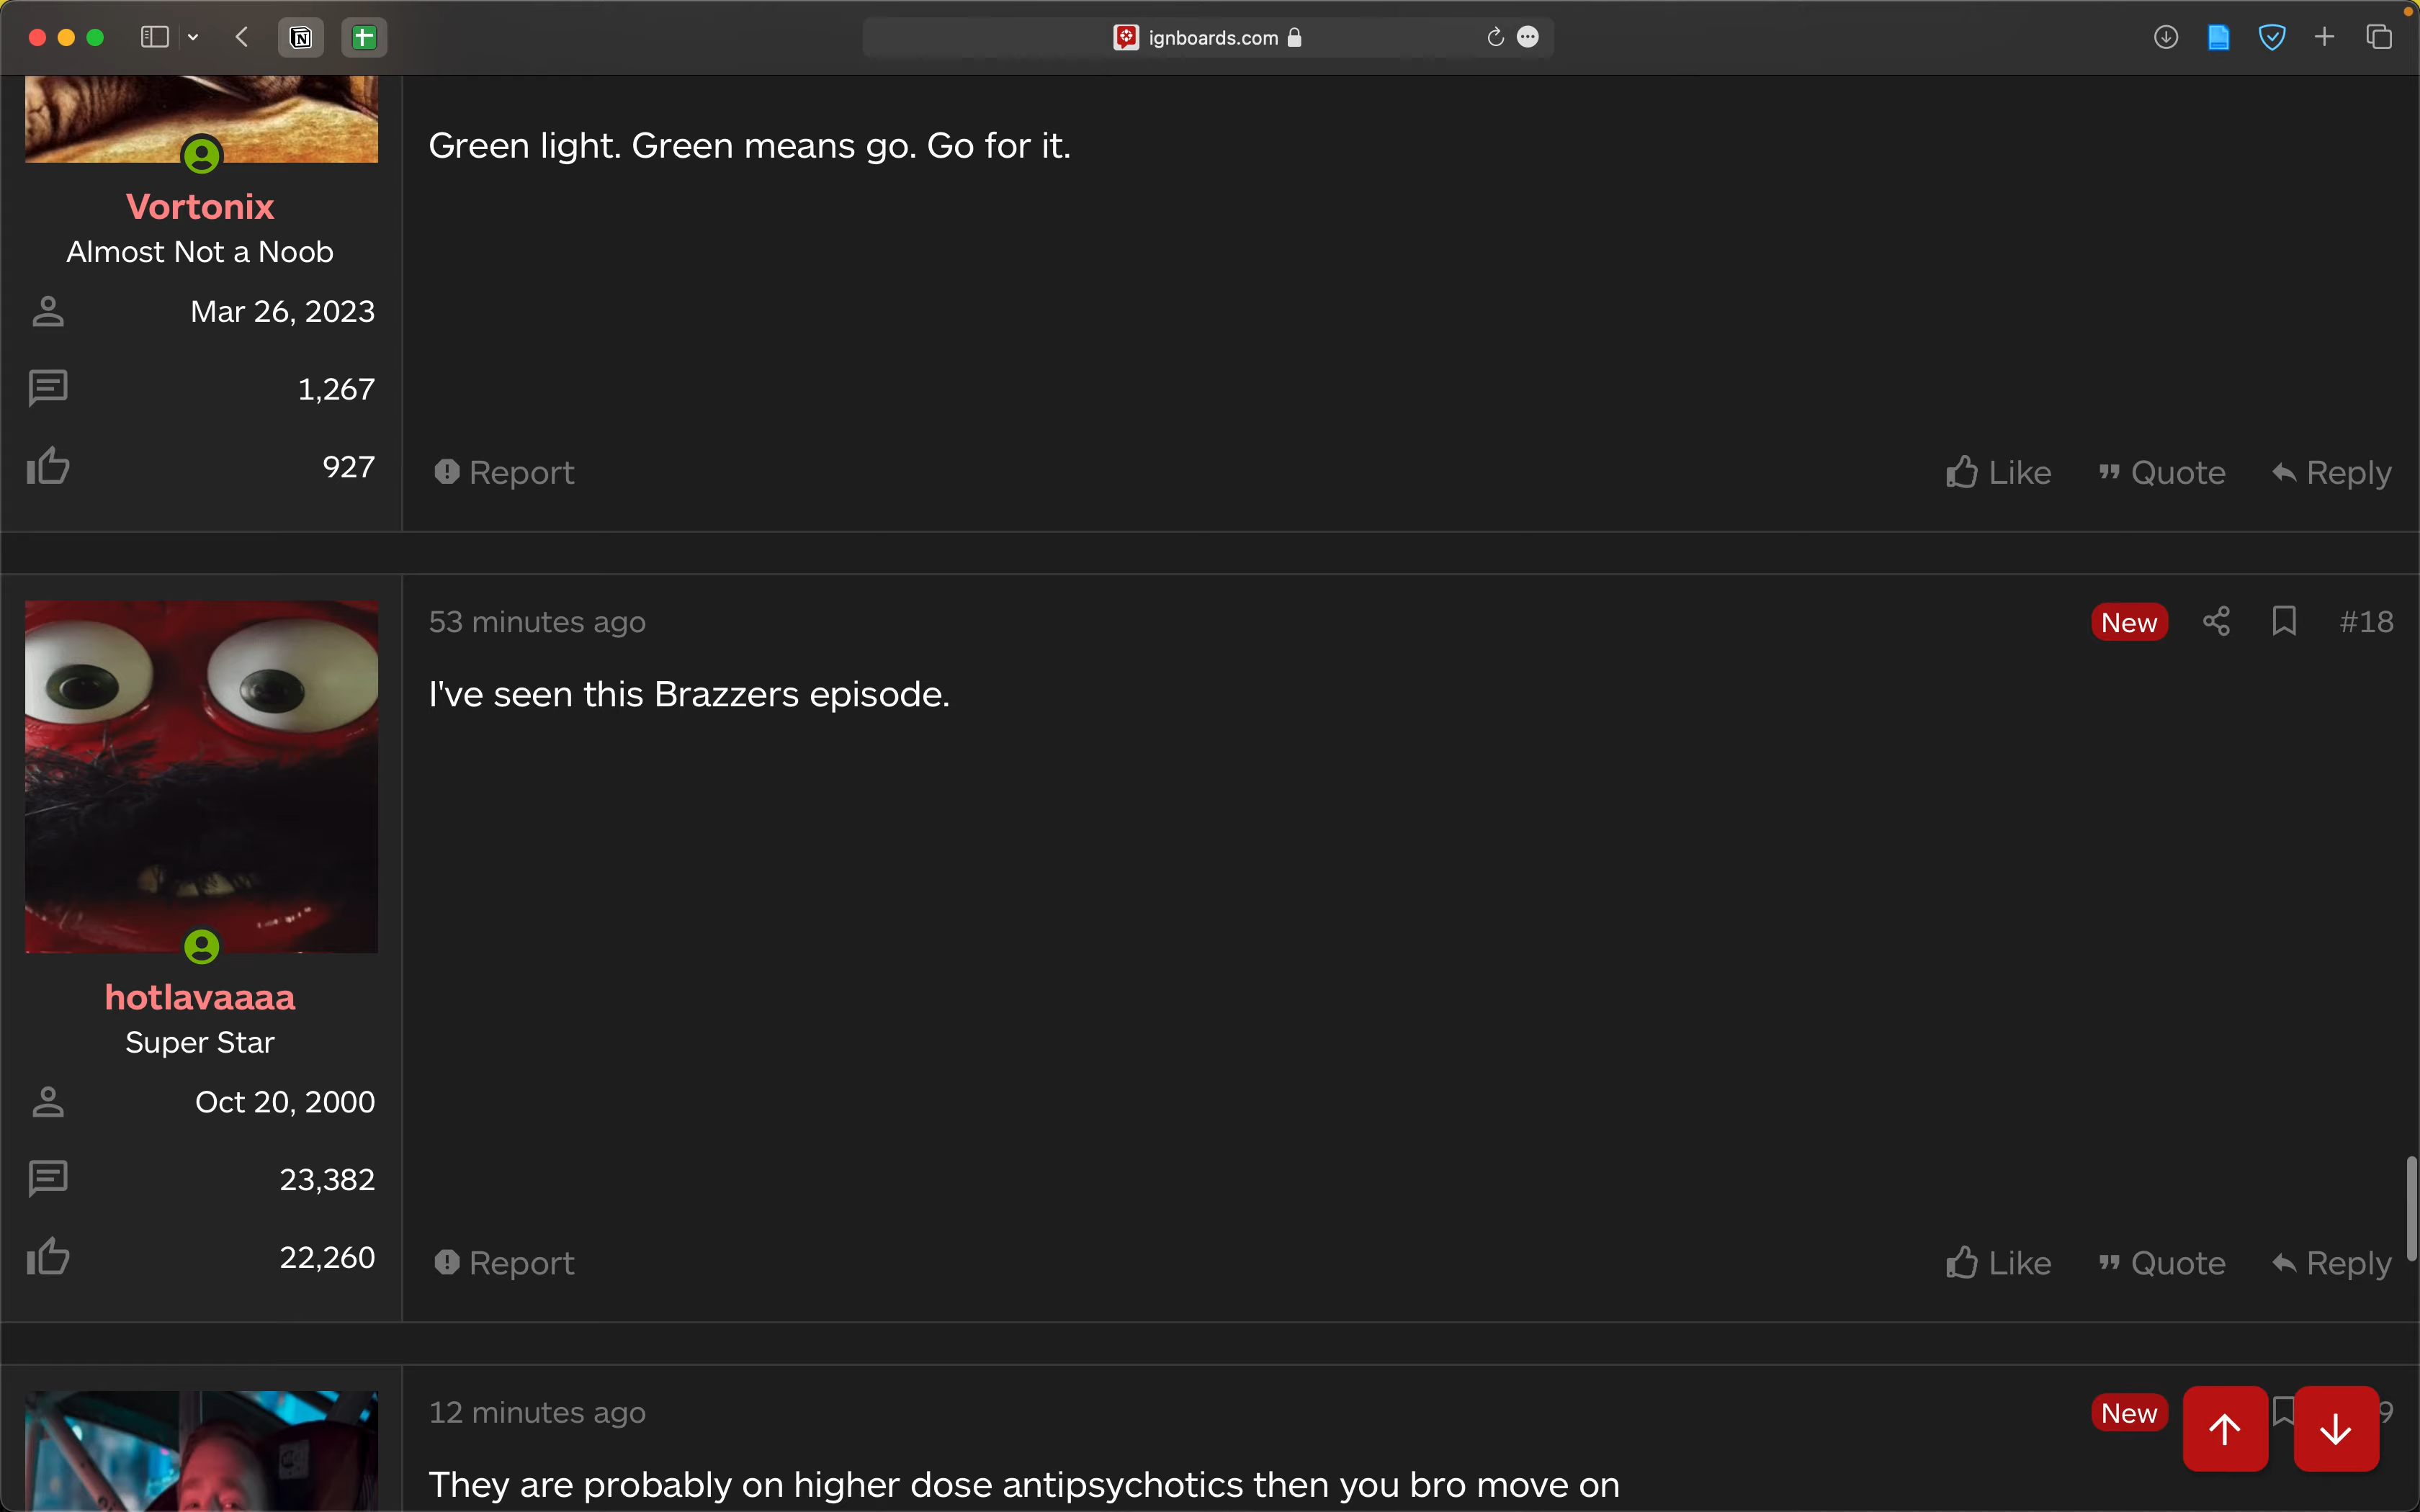 ignboards.com
Green light. Green means go. Go for it.
Vortonix
Almost Not a Noob
Mar 26, 2023
1,267
927
Report
Like
Quote
Reply
53 minutes ago
New
#18
I've seen this Brazzers episode.
hotlavaaaa
Super Star
Oct 20, 2000
23,382
22,260
Report
Like
Quote
Reply
12 minutes ago
New
9
They are probably on higher dose antipsychotics then you bro move on